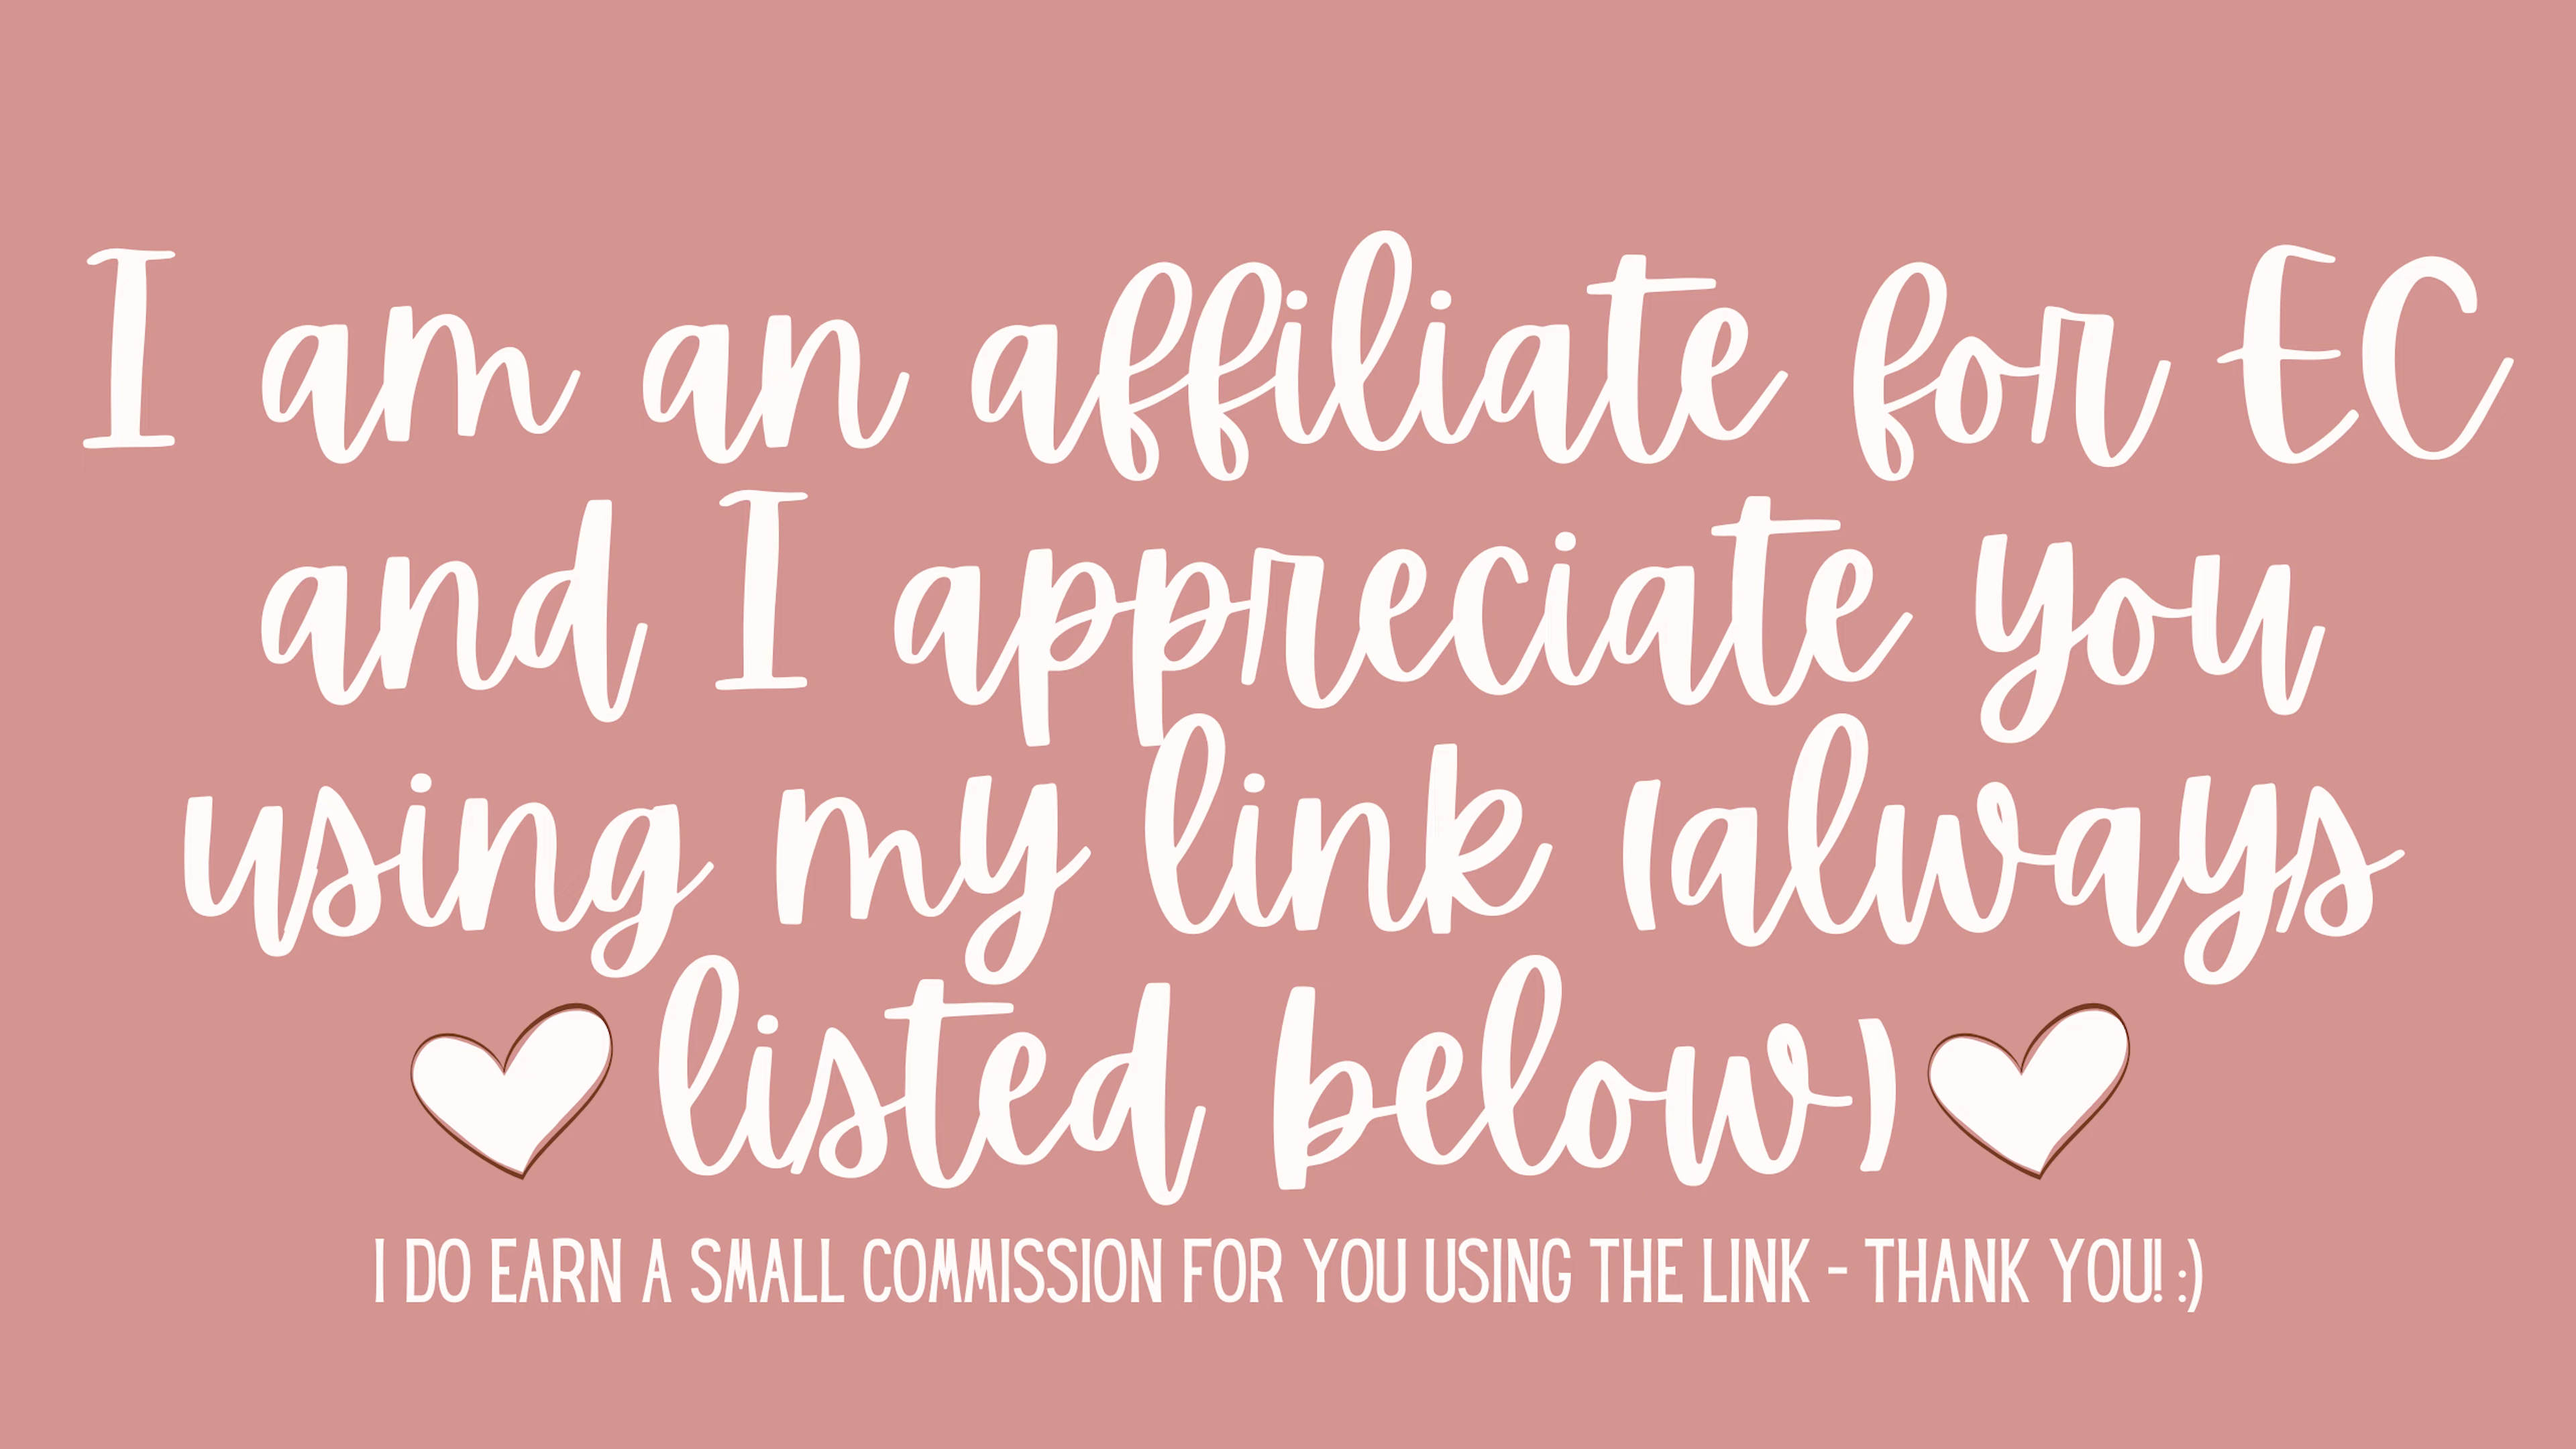 I am an affiliate for EC
and I appreciate you
using my link (always
listed below)
I DO EARN A SMALL COMMISSION FOR YOU USING THE LINK - THANK YOU! :)